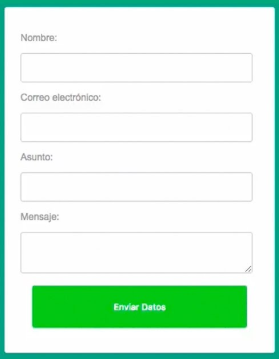 Nombre:
Correo electrónico:
Asunto:
Mensaje:
Enviar Datos